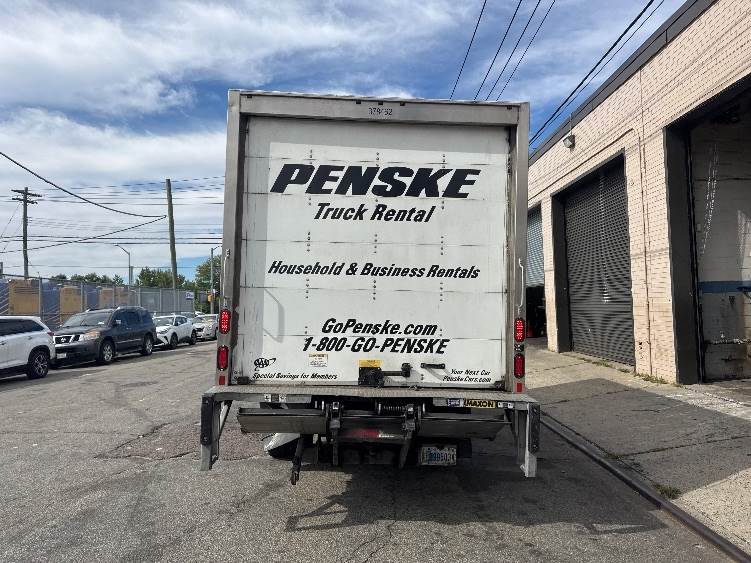 378492
PENSKE
Truck Rental
Household & Business Rentals
GoPenske.com
1-800-GO-PENSKE
AAA
Special Savings for Members
Your Next Car
PenskeCars.com
MAXON